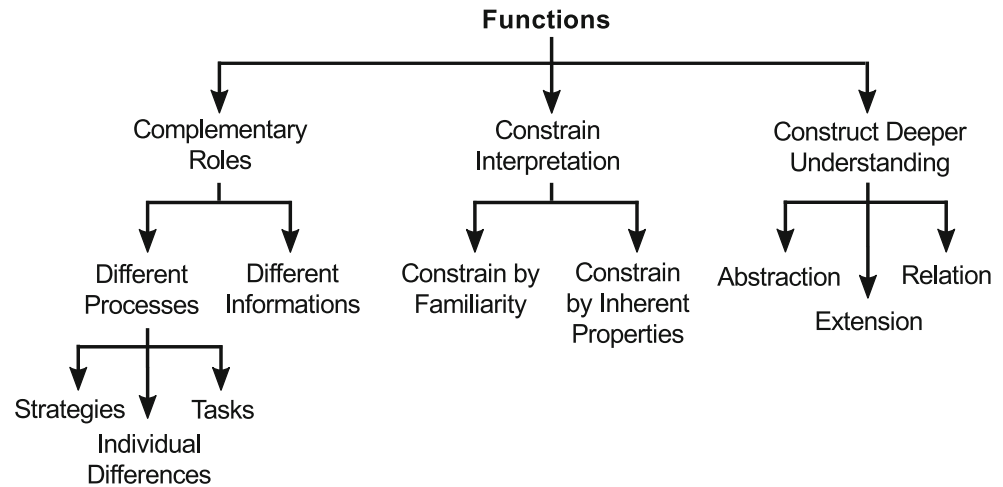 Functions
Complementary
Roles
Constrain
Interpretation
Construct Deeper
Understanding
Different
Processes
Different
Informations
Constrain by
Familiarity
Constrain
by Inherent
Properties
Abstraction
Extension
Relation
Strategies
Individual
Differences
Tasks